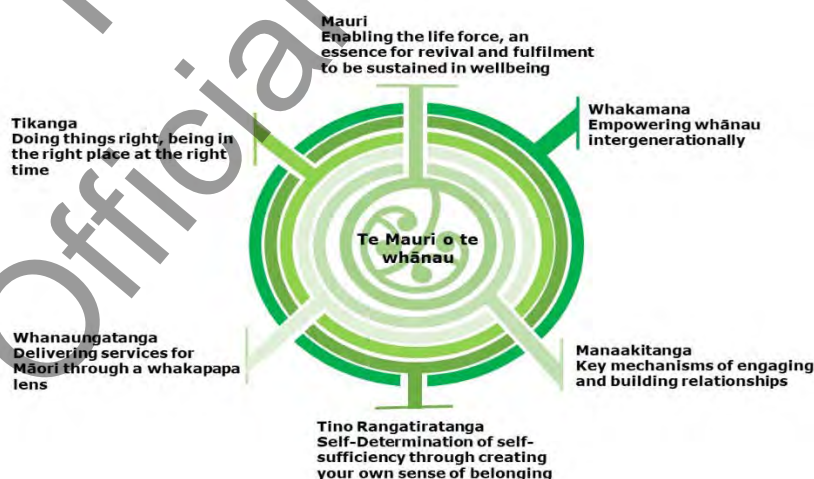 Mauri
Enabling the life force, an
essence for revival and fulfilment
to be sustained in wellbeing
Tikanga
Doing things right, being in
the right place at the right
time
Whakamana
Empowering whānau
intergenerationally
Te Mauri o te
whānau
Whanaungatanga
Delivering services for
Māori through a whakapapa
lens
Manaakitanga
Key mechanisms of engaging
and building relationships
Tino Rangatiratanga
Self-Determination of self-
sufficiency through creating
your own sense of belonging
Official